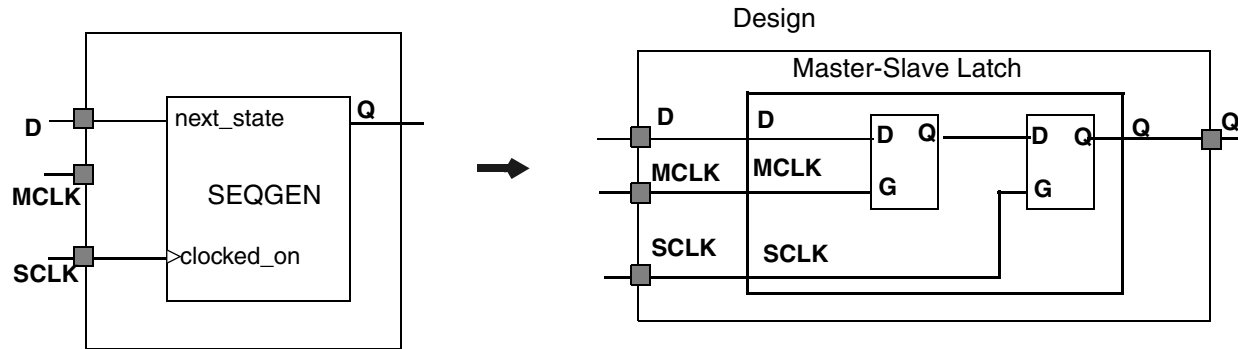 Design
Master-Slave Latch
D
next_state
Q
MCLK
SEQGEN
SCLK
clocked_on
D
D
D
Q
D
Q
Q
Q
MCLK
MCLK
G
G
SCLK
SCLK